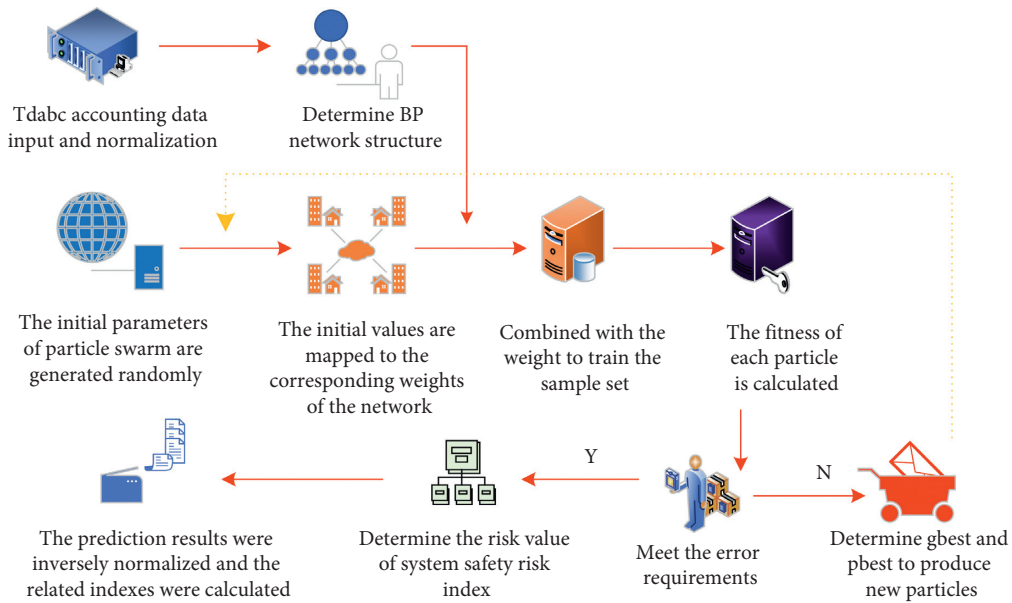 Tdabc accounting data
input and normalization
Determine BP
network structure
The initial parameters
of particle swarm are
generated randomly
The initial values are
mapped to the
corresponding weights
of the network
Combined with the
weight to train the
sample set
The fitness of
each particle
is calculated
The prediction results were
inversely normalized and the
related indexes were calculated
Determine the risk value
of system safety risk
index
Y
Meet the error
requirements
N
Determine gbest and
pbest to produce
new particles